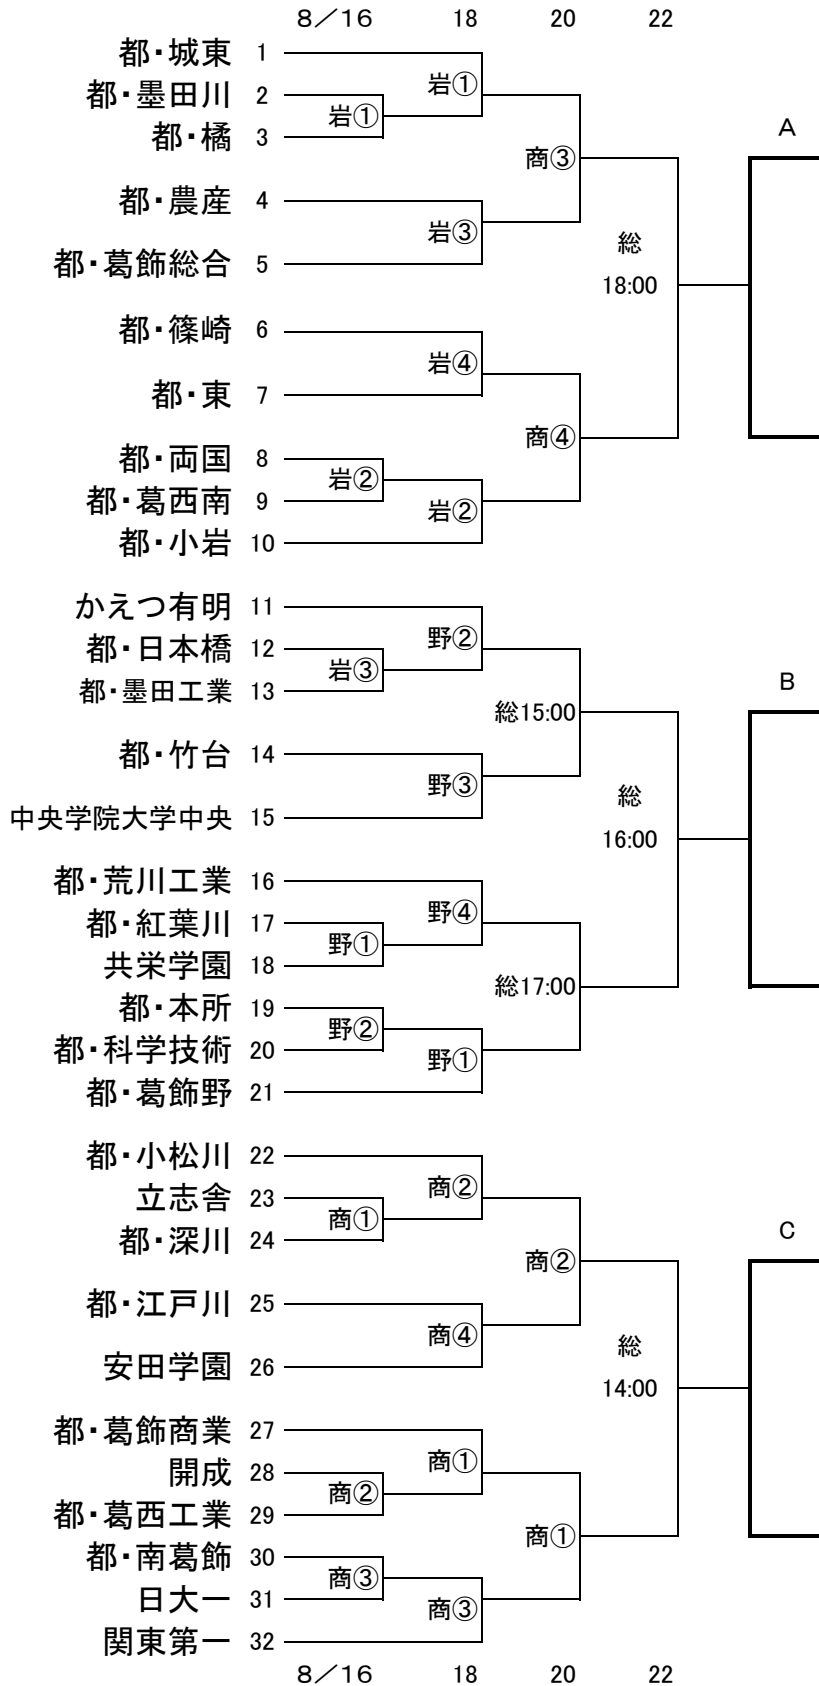 8／16 18 20 22
都・城東 1
岩①
都・墨田川 2
岩①
A
都・橘 3
商③
都・農産 4
岩③
総
都・葛飾総合 5
18:00
都・篠崎 6
岩④
都・東 7
商④
都・両国 8
岩②
都・葛西南 9
岩②
都・小岩 10
かえつ有明 11
野②
都・日本橋 12
岩③
B
都・墨田工業 13
総15:00
都・竹台 14
野③
総
中央学院大学中央 15
16:00
都・荒川工業 16
野④
都・紅葉川 17
野①
共栄学園 18
総17:00
都・本所 19
野②
都・科学技術 20
野①
都・葛飾野 21
都・小松川 22
商②
立志舎 23
商①
C
都・深川 24
商②
都・江戸川 25
商④
総
安田学園 26
14:00
都・葛飾商業 27
商①
開成 28
商②
都・葛西工業 29
商①
都・南葛飾 30
商③
日大一 31
商③
関東第一 32
8／16 18 20 22